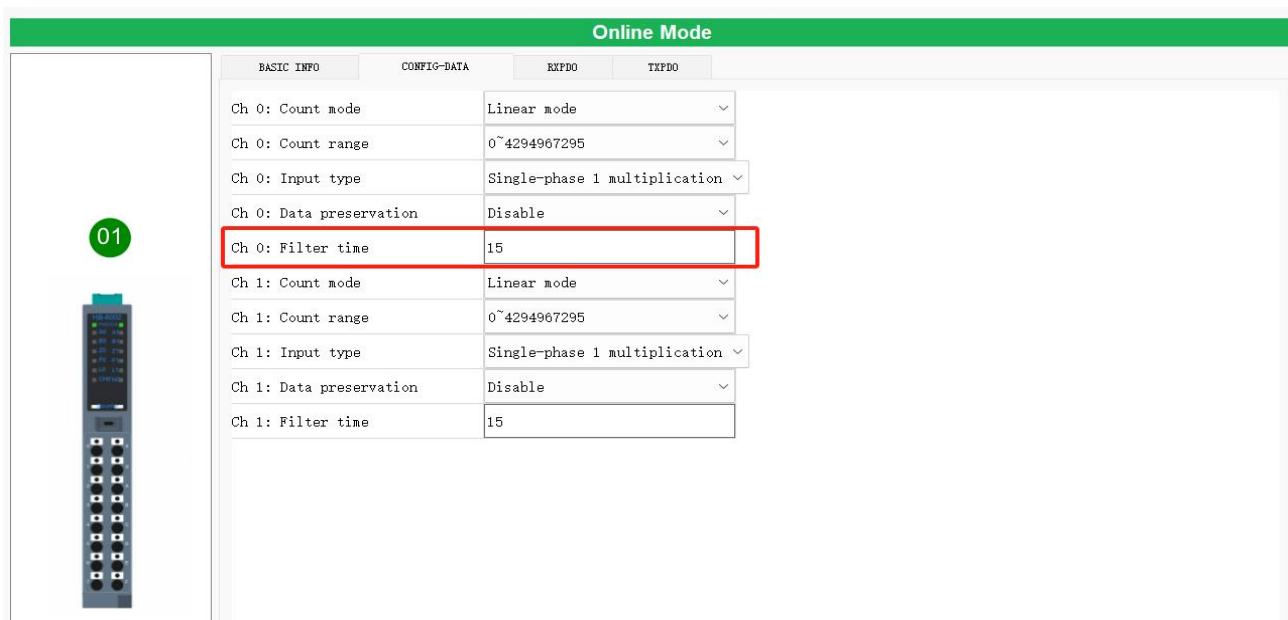 Online Mode
BASIC INFO CONFIG-DATA RXPDO TXPDO
Ch 0: Count mode Linear mode
Ch 0: Count range 0~4294967295
Ch 0: Input type Single-phase 1 multiplication
Ch 0: Data preservation Disable
Ch 0: Filter time 15
Ch 1: Count mode Linear mode
Ch 1: Count range 0~4294967295
Ch 1: Input type Single-phase 1 multiplication
Ch 1: Data preservation Disable
Ch 1: Filter time 15
01